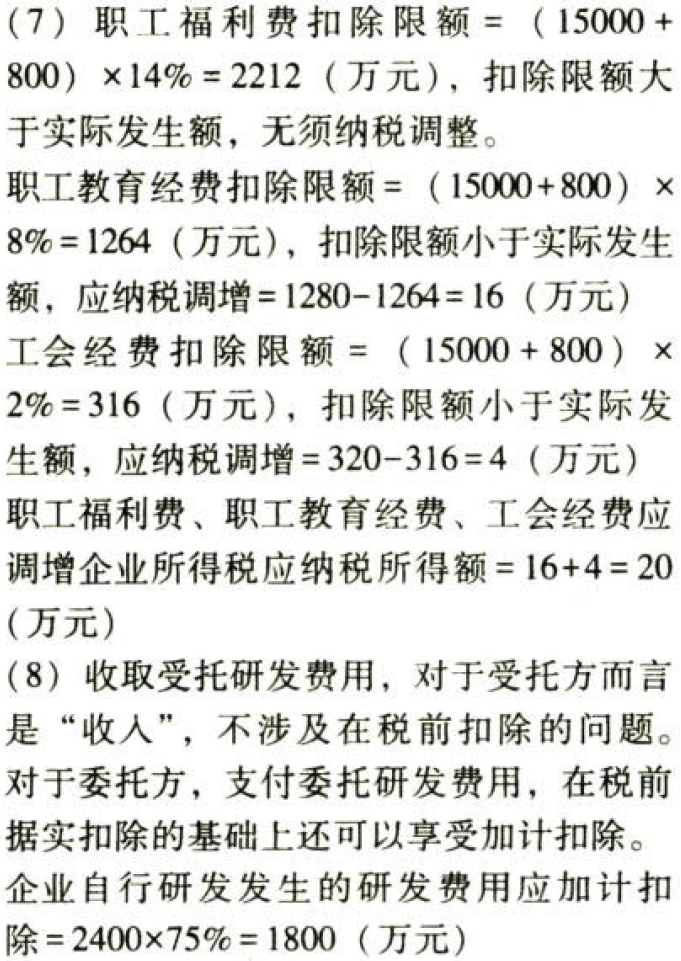 (7) 职工福利费扣除限额 = (15000 +
800) ×14% = 2212 (万元), 扣除限额大
于实际发生额, 无须纳税调整。
职工教育经费扣除限额 = (15000+800) ×
8% = 1264 (万元), 扣除限额小于实际发生
额, 应纳税调增 = 1280-1264 = 16 (万元)
工会经费扣除限额 = (15000 + 800) ×
2% = 316 (万元), 扣除限额小于实际发
生额, 应纳税调增 = 320-316 = 4 (万元)
职工福利费、职工教育经费、工会经费应
调增企业所得税应纳税所得额 = 16+4 = 20
(万元)
(8) 收取受托研发费用, 对于受托方而言
是“收入”, 不涉及在税前扣除的问题。
对于委托方, 支付委托研发费用, 在税前
据实扣除的基础上还可以享受加计扣除。
企业自行研发发生的研发费用应加计扣
除 = 2400×75% = 1800 (万元)